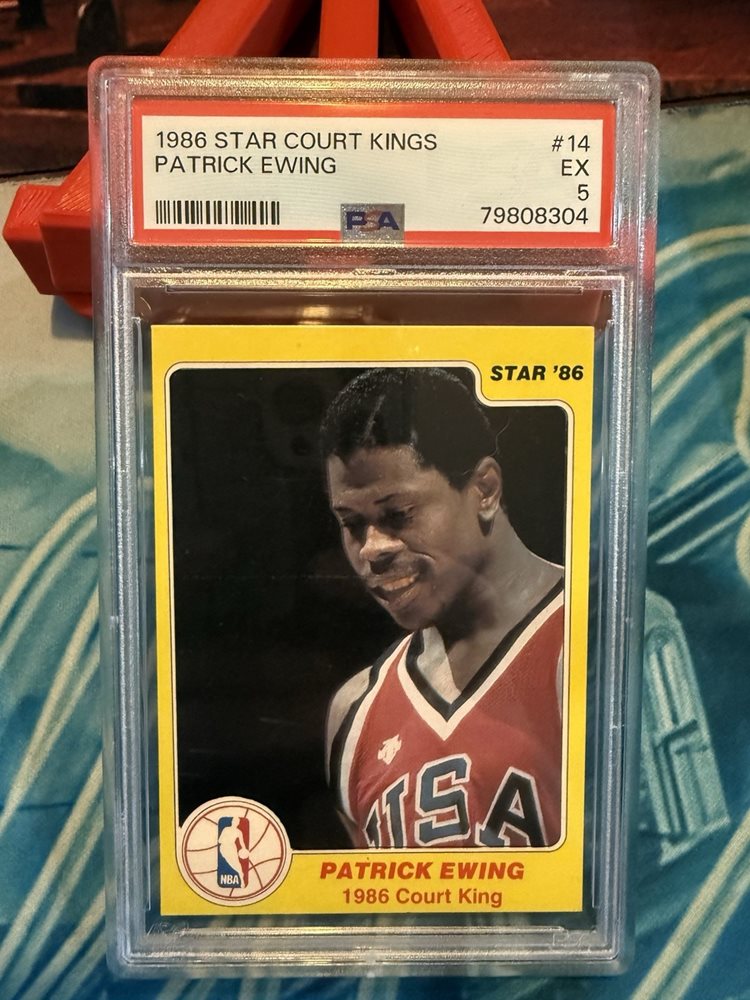 1986 STAR COURT KINGS #14
PATRICK EWING EX
5
PSA 79808304
STAR '86
USA
NBA
PATRICK EWING
1986 Court King